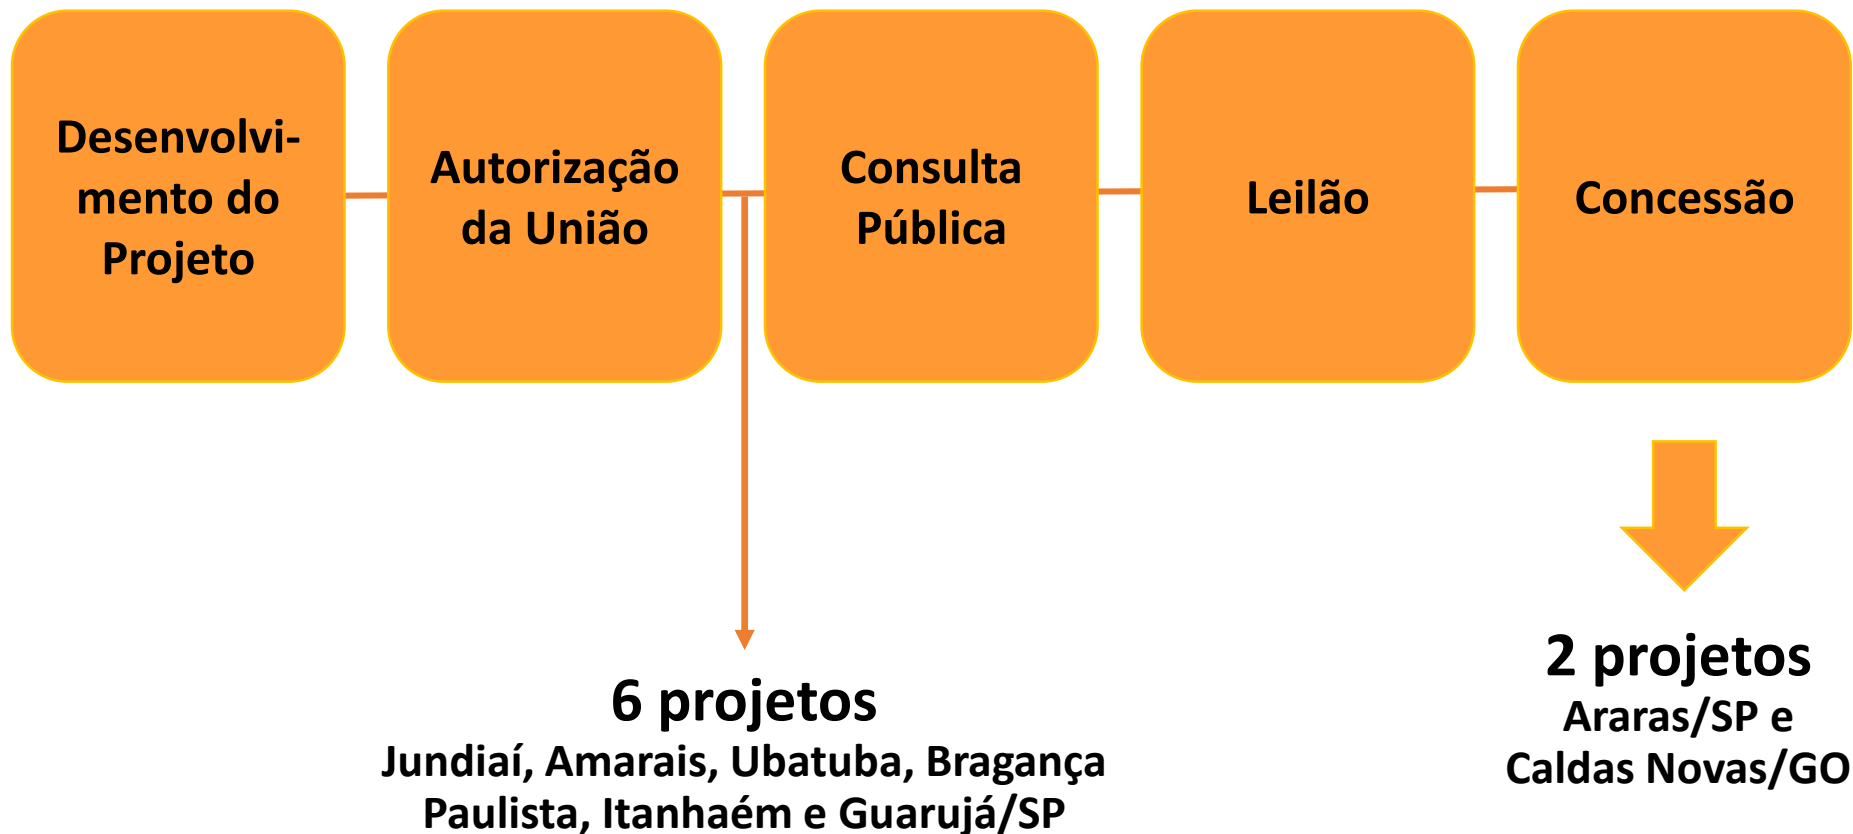 Desenvolvi-
mento do
Projeto
Autorização
da União
Consulta
Pública
Leilão
Concessão
6 projetos
Jundiaí, Amarais, Ubatuba, Bragança
Paulista, Itanhaém e Guarujá/SP
2 projetos
Araras/SP e
Caldas Novas/GO